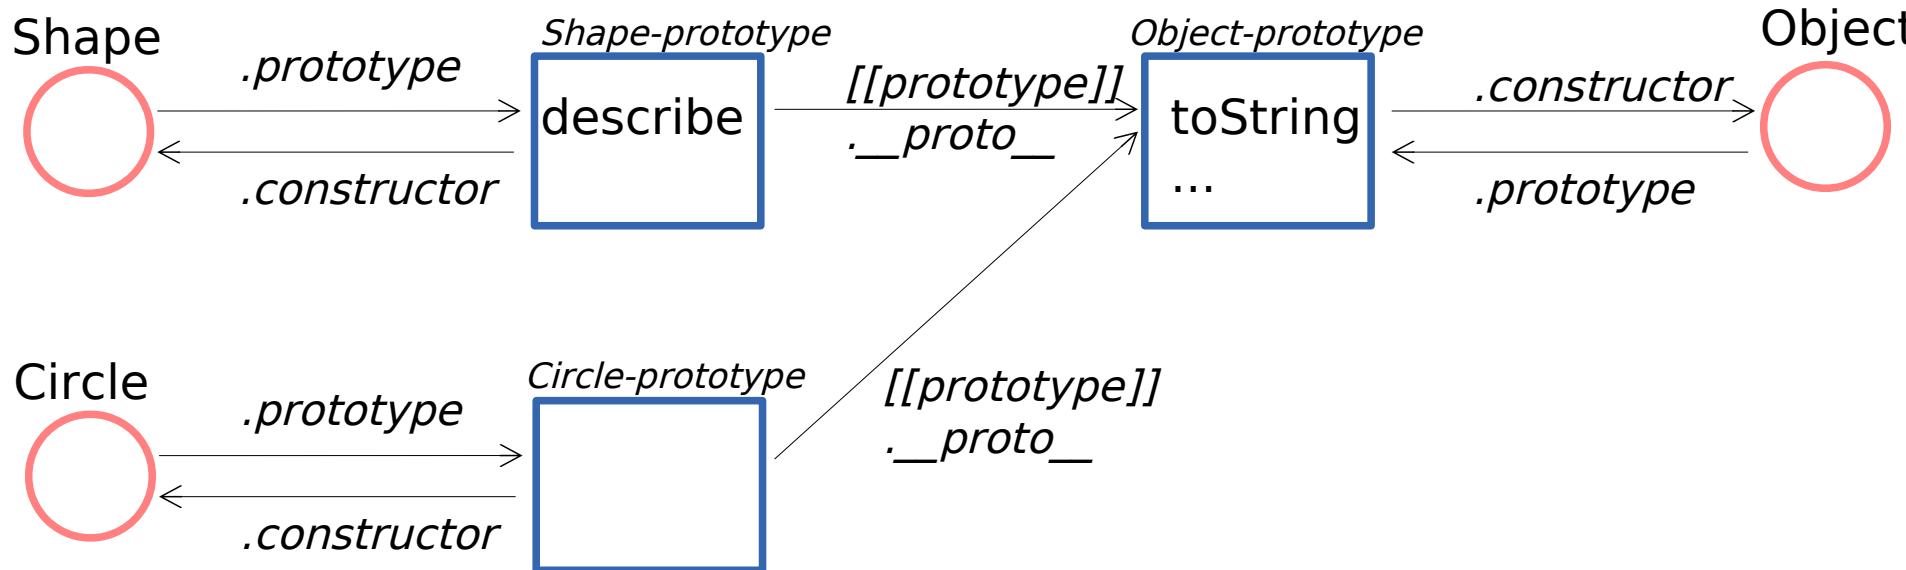 Shape
.prototype
.constructor
Shape-prototype
describe
[[prototype]]
.__proto__
Object-prototype
toString
...
.constructor
.prototype
Object
Circle
.prototype
.constructor
Circle-prototype
[[prototype]]
.__proto__